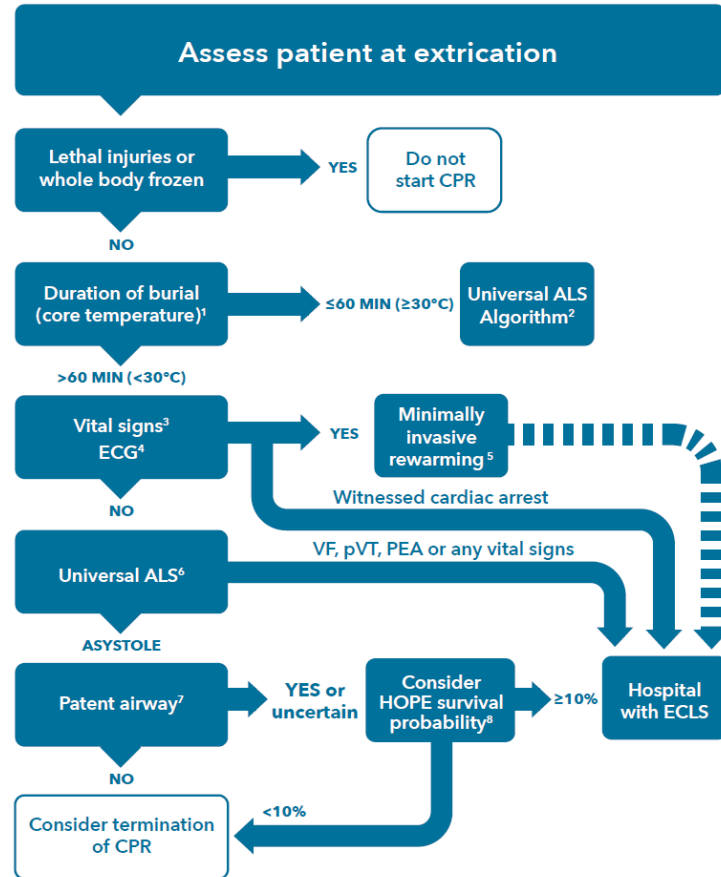 Assess patient at extrication
Lethal injuries or
whole body frozen
YES
Do not
start CPR
NO
Duration of burial
(core temperature)¹
≤60 MIN (≥30°C)
Universal ALS
Algorithm²
>60 MIN (<30°C)
Vital signs³
ECG⁴
YES
Minimally
invasive
rewarming⁵
Witnessed cardiac arrest
NO
VF, pVT, PEA or any vital signs
Universal ALS⁶
ASYSTOLE
Patent airway⁷
YES or
uncertain
Consider
HOPE survival
probability⁸
≥10%
Hospital
with ECLS
NO
<10%
Consider termination
of CPR